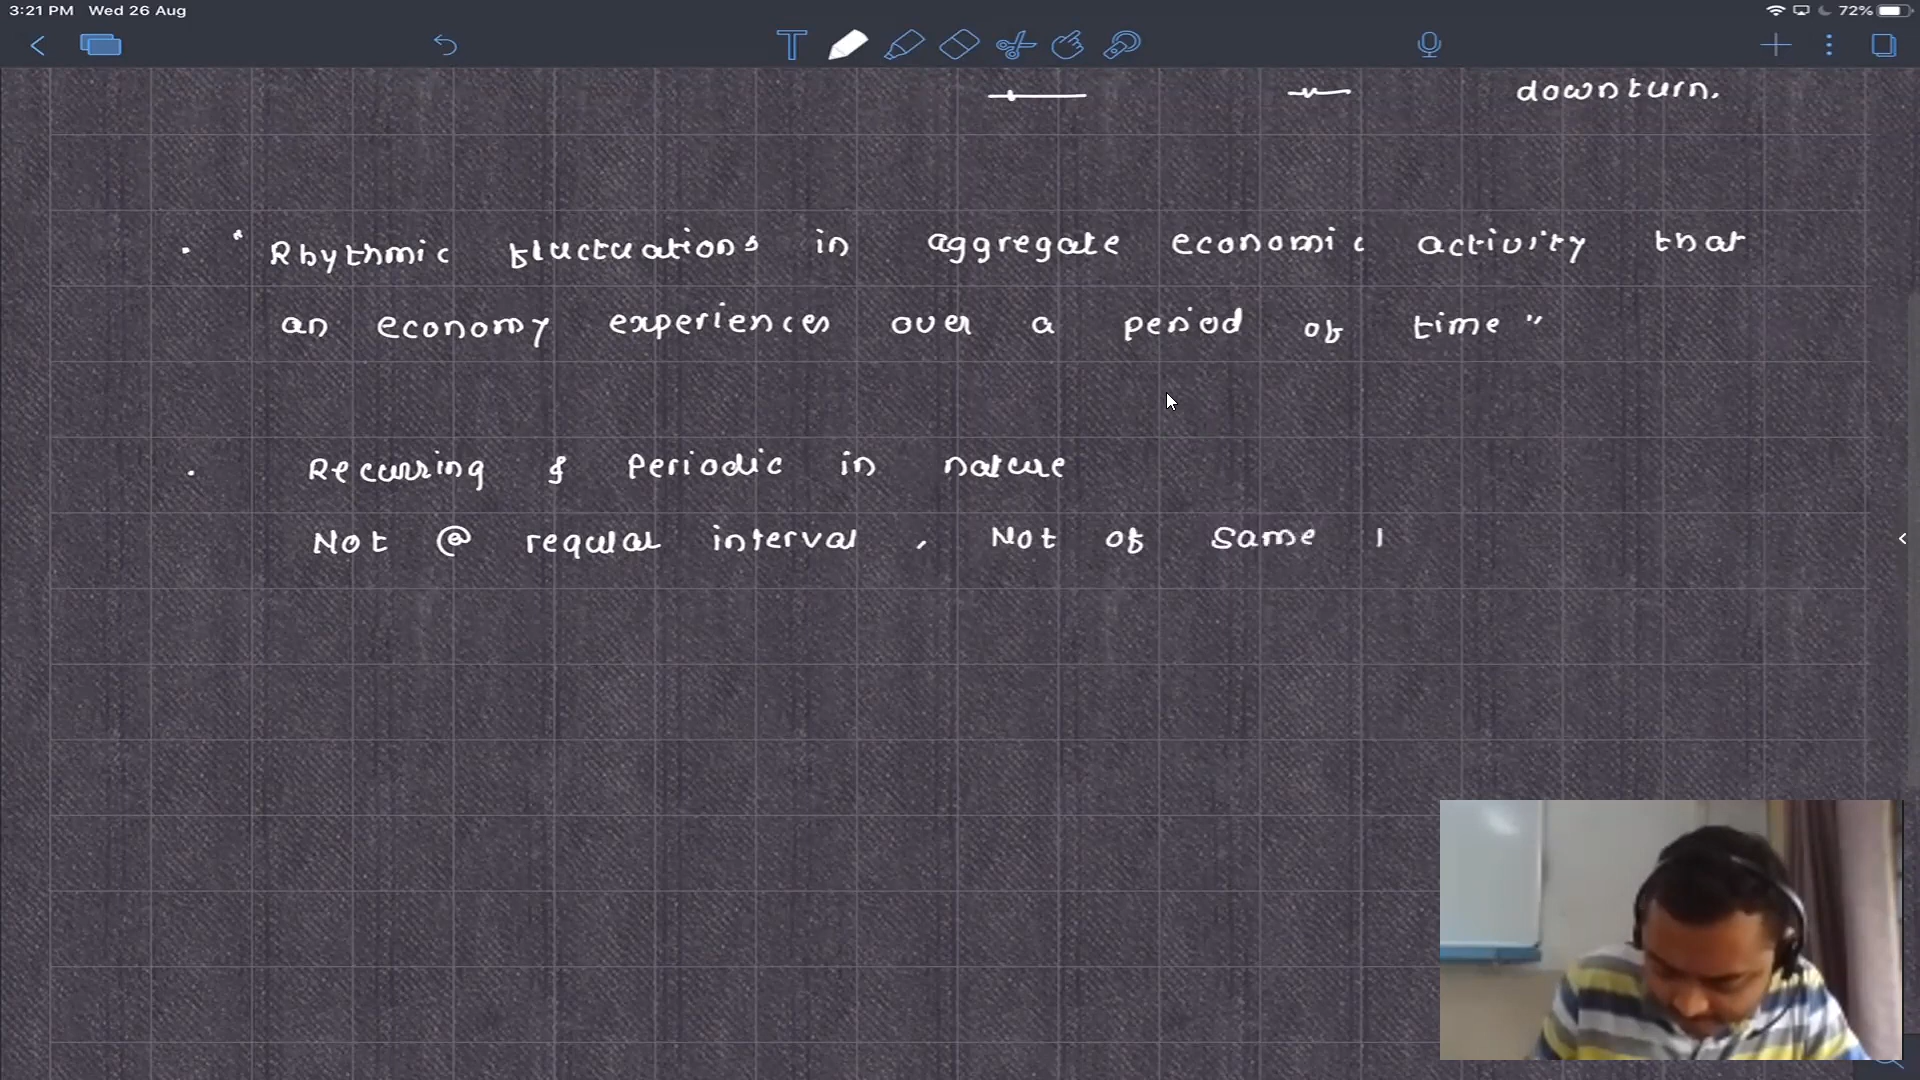 3:21 PM Wed 26 Aug
72%
T
downturn.
. " Rhythmic fluctuations in aggregate economic activity that
an economy experiences over a period of time "
. Recurring & Periodic in nature
Not @ regular interval , Not of same l